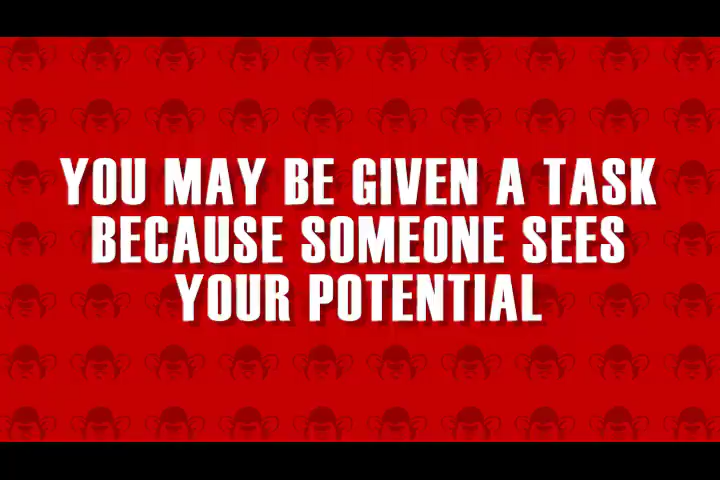 YOU MAY BE GIVEN A TASK
BECAUSE SOMEONE SEES
YOUR POTENTIAL